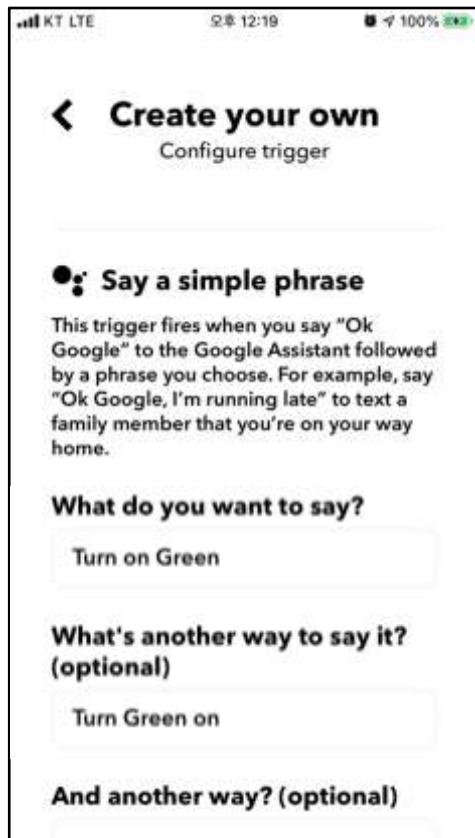 KT LTE 오후 12:19 100%
Create your own
Configure trigger
Say a simple phrase
This trigger fires when you say “Ok
Google” to the Google Assistant followed
by a phrase you choose. For example, say
“Ok Google, I’m running late” to text a
family member that you’re on your way
home.
What do you want to say?
Turn on Green
What's another way to say it?
(optional)
Turn Green on
And another way? (optional)